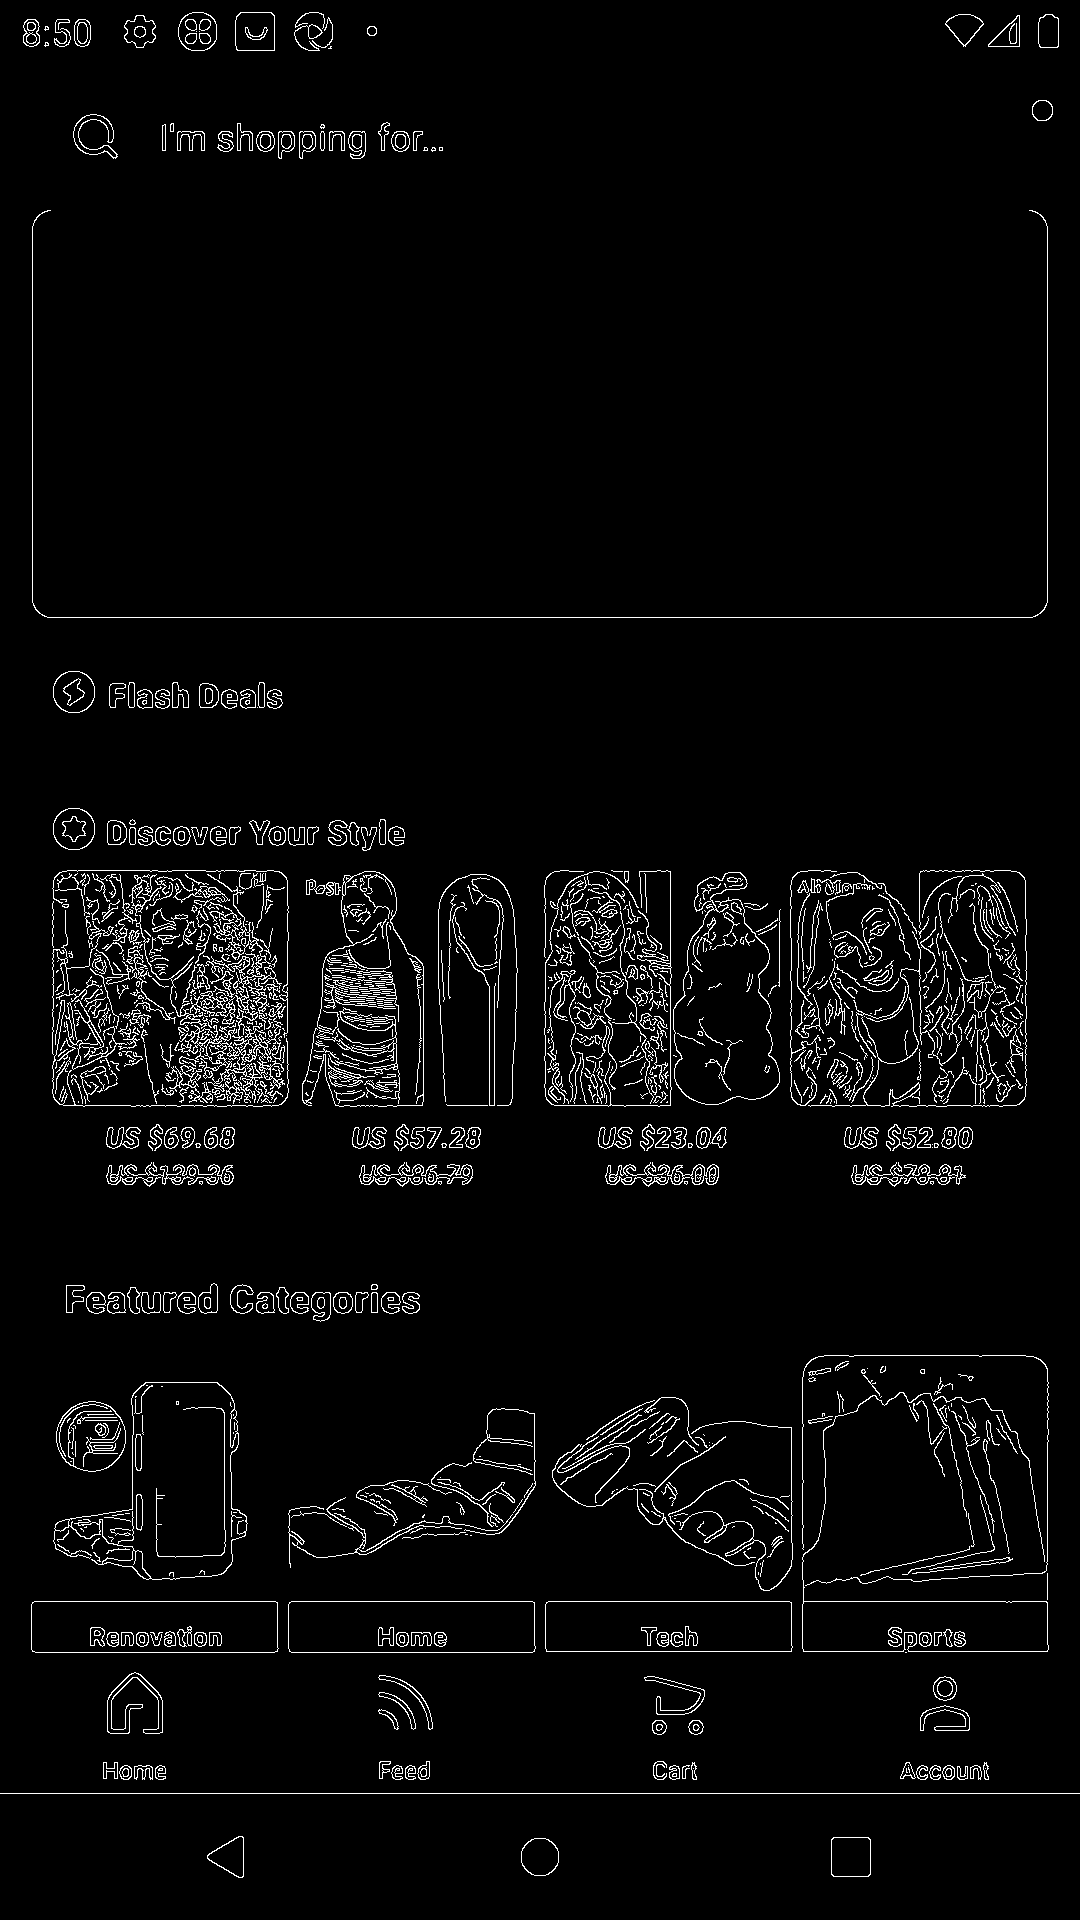 8:50
I'm shopping for...
Flash Deals
Discover Your Style
US $69.68
US $57.28
US $23.04
US $52.80
US $139.36
US $86.79
US $36.00
US $78.81
Featured Categories
Renovation
Home
Tech
Sports
Home
Feed
Cart
Account